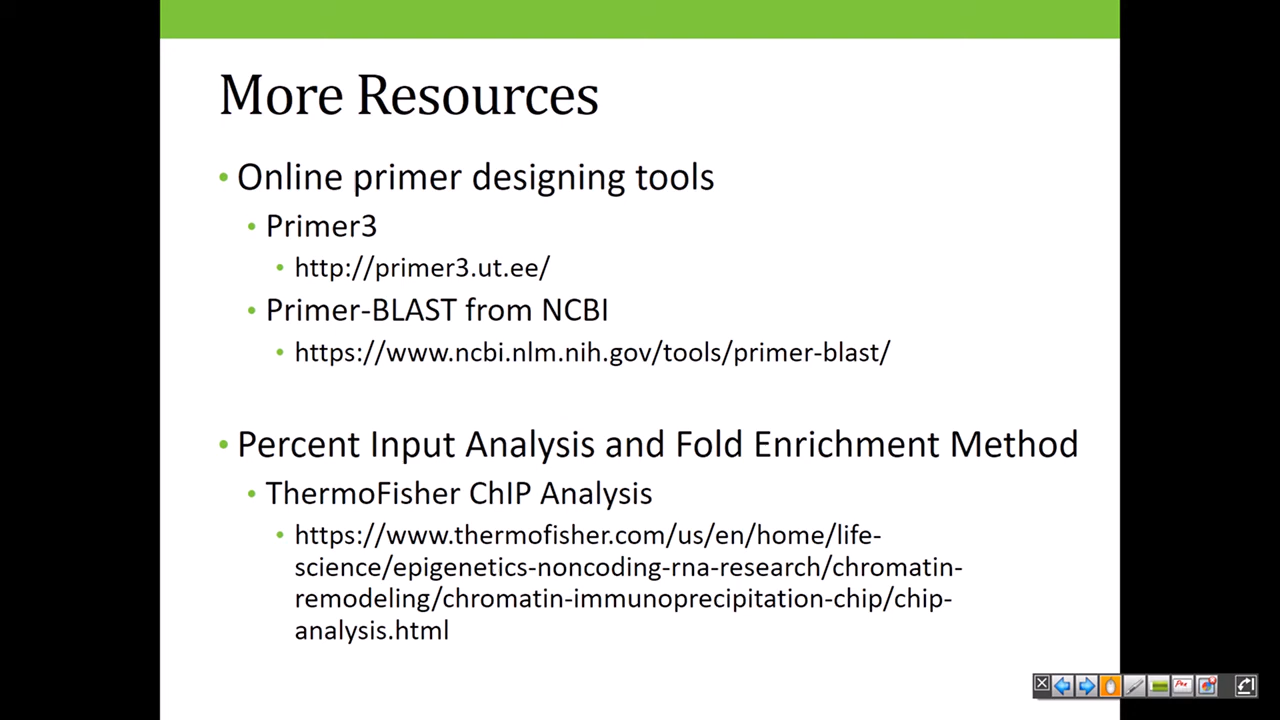 More Resources
• Online primer designing tools
• Primer3
• http://primer3.ut.ee/
• Primer-BLAST from NCBI
• https://www.ncbi.nlm.nih.gov/tools/primer-blast/
• Percent Input Analysis and Fold Enrichment Method
• ThermoFisher ChIP Analysis
• https://www.thermofisher.com/us/en/home/life-
science/epigenetics-noncoding-rna-research/chromatin-
remodeling/chromatin-immunoprecipitation-chip/chip-
analysis.html